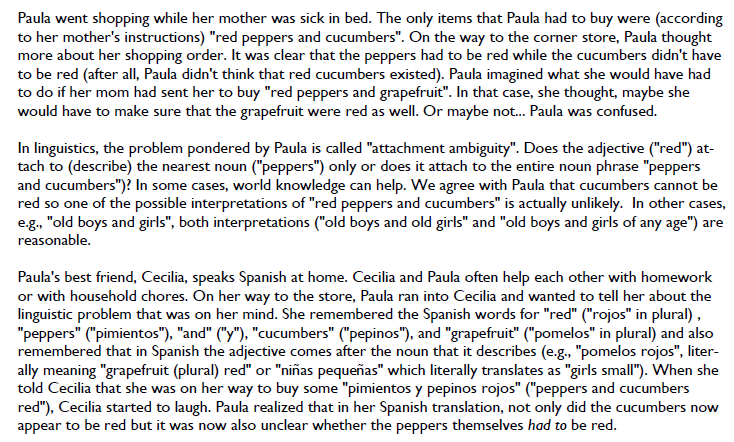 Paula went shopping while her mother was sick in bed. The only items that Paula had to buy were (according
to her mother's instructions) "red peppers and cucumbers". On the way to the corner store, Paula thought
more about her shopping order. It was clear that the peppers had to be red while the cucumbers didn't have
to be red (after all, Paula didn't think that red cucumbers existed). Paula imagined what she would have had
to do if her mom had sent her to buy "red peppers and grapefruit". In that case, she thought, maybe she
would have to make sure that the grapefruit were red as well. Or maybe not... Paula was confused.
In linguistics, the problem pondered by Paula is called "attachment ambiguity". Does the adjective ("red") at-
tach to (describe) the nearest noun ("peppers") only or does it attach to the entire noun phrase "peppers
and cucumbers")? In some cases, world knowledge can help. We agree with Paula that cucumbers cannot be
red so one of the possible interpretations of "red peppers and cucumbers" is actually unlikely.  In other cases,
e.g., "old boys and girls", both interpretations ("old boys and old girls" and "old boys and girls of any age") are
reasonable.
Paula's best friend, Cecilia, speaks Spanish at home. Cecilia and Paula often help each other with homework
or with household chores. On her way to the store, Paula ran into Cecilia and wanted to tell her about the
linguistic problem that was on her mind. She remembered the Spanish words for "red" ("rojos" in plural) ,
"peppers" ("pimientos"), "and" ("y"), "cucumbers" ("pepinos"), and "grapefruit" ("pomelos" in plural) and also
remembered that in Spanish the adjective comes after the noun that it describes (e.g., "pomelos rojos", liter-
ally meaning "grapefruit (plural) red" or "niñas pequeñas" which literally translates as "girls small"). When she
told Cecilia that she was on her way to buy some "pimientos y pepinos rojos" ("peppers and cucumbers
red"), Cecilia started to laugh. Paula realized that in her Spanish translation, not only did the cucumbers now
appear to be red but it was now also unclear whether the peppers themselves had to be red.